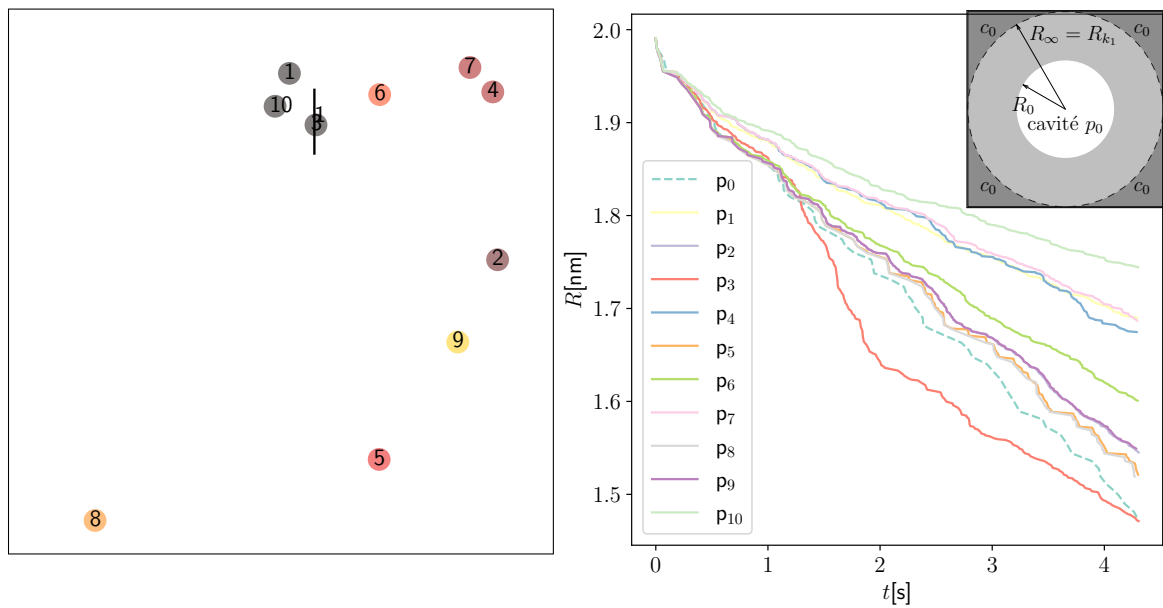 1
10
1
3
6
7
4
2
9
5
8
R[nm]
2.0
1.9
1.8
1.7
1.6
1.5
0
1
2
3
4
t[s]
p₀
p₁
p₂
p₃
p₄
p₅
p₆
p₇
p₈
p₉
p₁₀
c₀
c₀
R∞ = Rₖ₁
R₀
cavité p₀
c₀
c₀